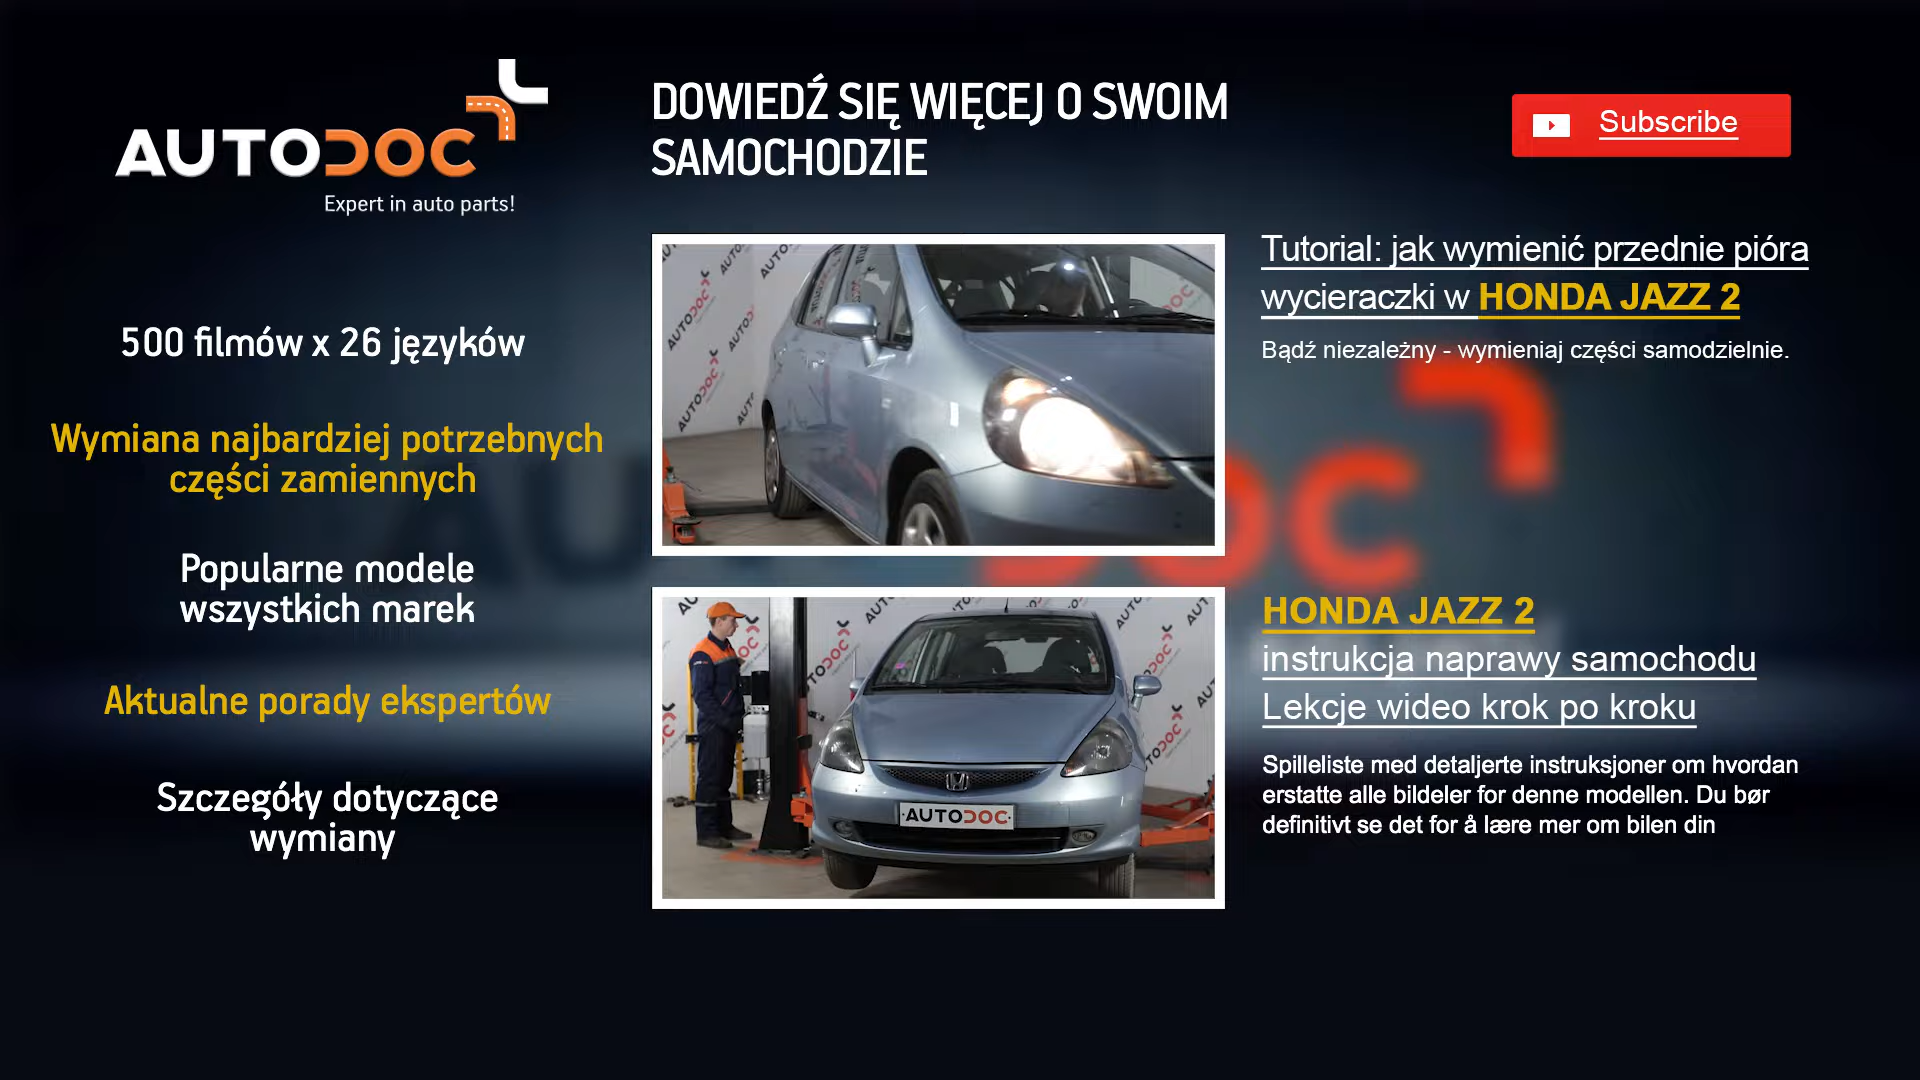 AUTODOC
Expert in auto parts!
500 filmów x 26 języków
Wymiana najbardziej potrzebnych
części zamiennych
Popularne modele
wszystkich marek
Aktualne porady ekspertów
Szczegóły dotyczące
wymiany
DOWIEDŹ SIĘ WIĘCEJ O SWOIM
SAMOCHODZIE
AUTODOC
Subscribe
Tutorial: jak wymienić przednie pióra
wycieraczki w HONDA JAZZ 2
Bądź niezależny - wymieniaj części samodzielnie.
HONDA JAZZ 2
instrukcja naprawy samochodu
Lekcje wideo krok po kroku
Spilleliste med detaljerte instruksjoner om hvordan
erstatte alle bildeler for denne modellen. Du bør
definitivt se det for å lære mer om bilen din